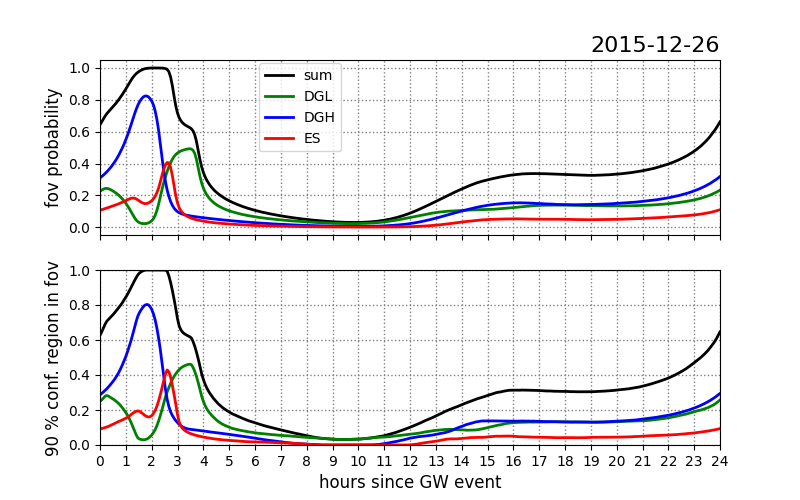 2015-12-26
fov probability
1.0
0.8
0.6
0.4
0.2
0.0
sum
DGL
DGH
ES
90 % conf. region in fov
1.0
0.8
0.6
0.4
0.2
0.0
0 1 2 3 4 5 6 7 8 9 10 11 12 13 14 15 16 17 18 19 20 21 22 23 24
hours since GW event